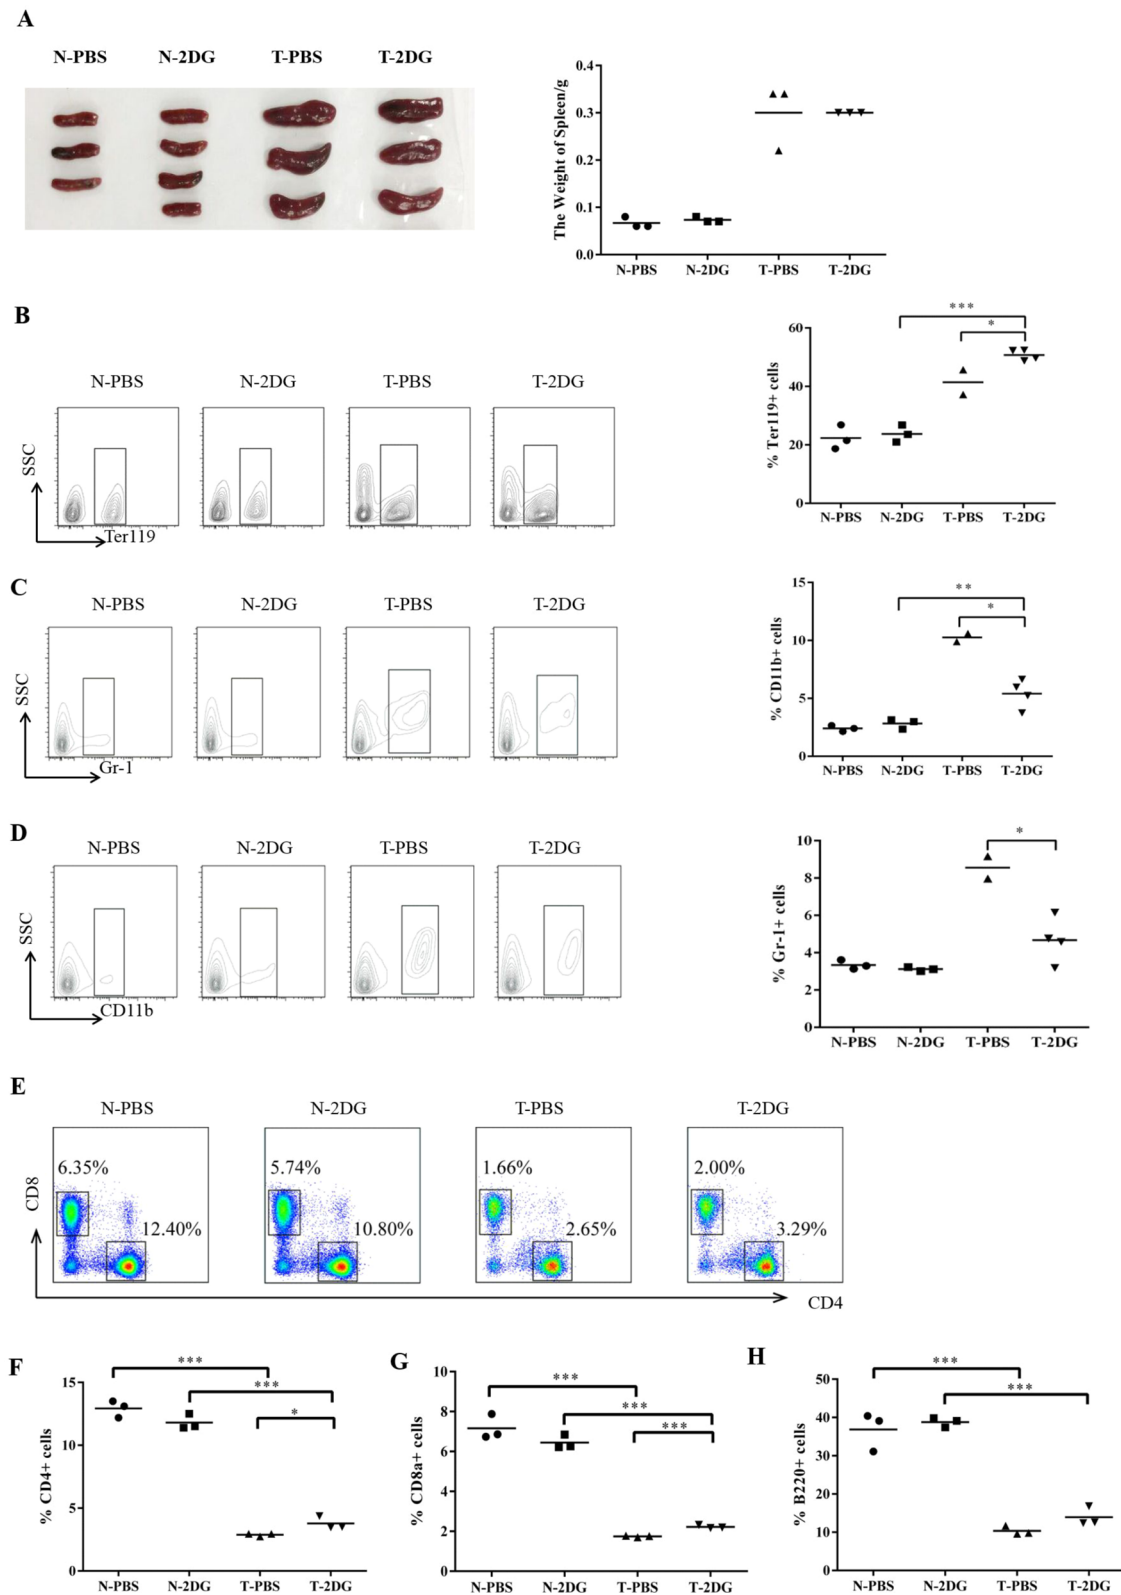 A
N-PBS N-2DG T-PBS T-2DG
The Weight of Spleen/g
0.4
0.3
0.2
0.1
0.0
N-PBS N-2DG T-PBS T-2DG
B
N-PBS N-2DG T-PBS T-2DG
SSC
Ter119
% Ter119+ cells
60
40
20
0
***
*
N-PBS N-2DG T-PBS T-2DG
C
N-PBS N-2DG T-PBS T-2DG
SSC
Gr-1
% CD11b+ cells
15
10
5
0
**
*
N-PBS N-2DG T-PBS T-2DG
D
N-PBS N-2DG T-PBS T-2DG
SSC
CD11b
% Gr-1+ cells
10
8
6
4
2
0
*
N-PBS N-2DG T-PBS T-2DG
E
N-PBS N-2DG T-PBS T-2DG
CD8
6.35% 5.74% 1.66% 2.00%
12.40% 10.80% 2.65% 3.29%
CD4
F
% CD4+ cells
15
10
5
0
***
***
*
N-PBS N-2DG T-PBS T-2DG
G
% CD8a+ cells
10
8
6
4
2
0
***
***
***
N-PBS N-2DG T-PBS T-2DG
H
% B220+ cells
50
40
30
20
10
0
***
***
N-PBS N-2DG T-PBS T-2DG